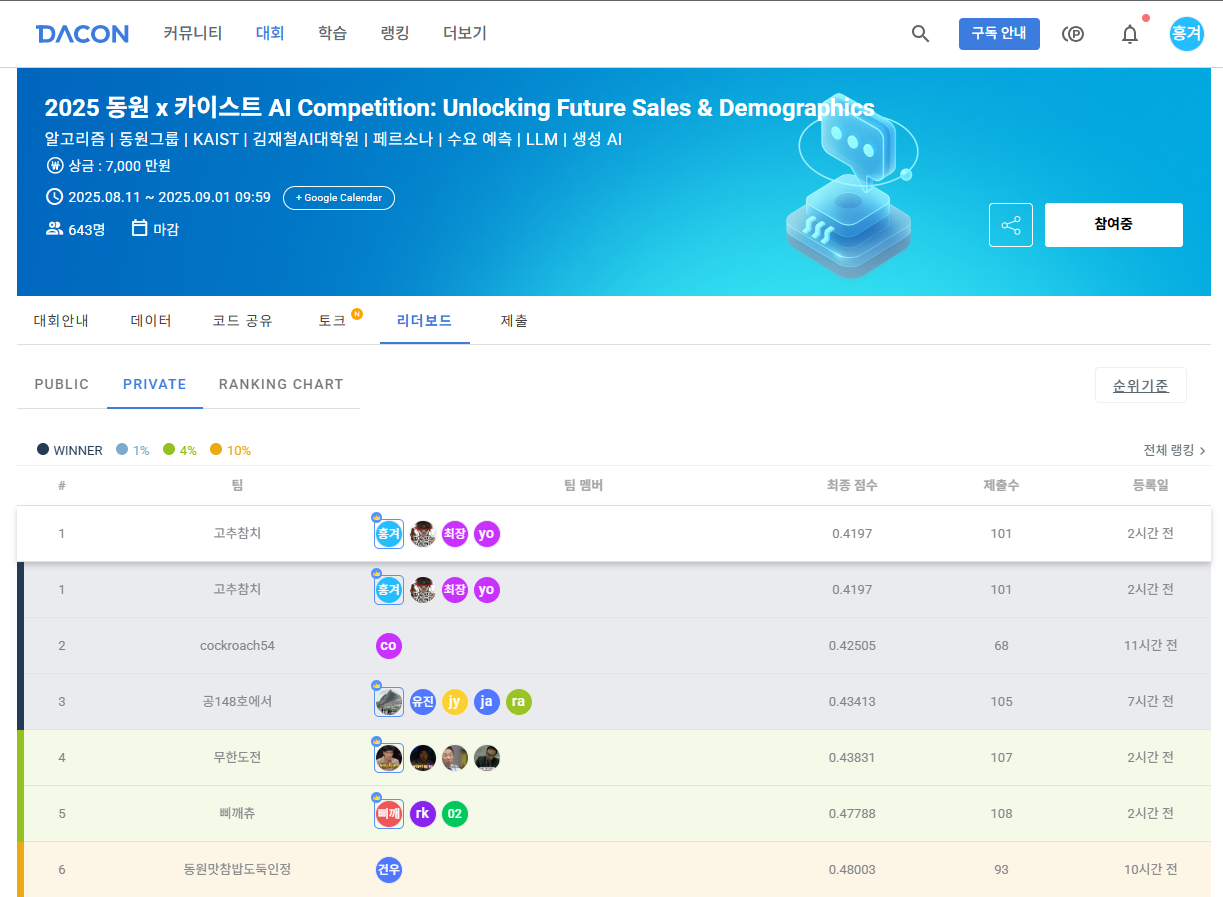 DACON 커뮤니티 대회 학습 랭킹 더보기 구독 안내 홍겨
2025 동원 x 카이스트 AI Competition: Unlocking Future Sales & Demographics
알고리즘 | 동원그룹 | KAIST | 김재철AI대학원 | 페르소나 | 수요 예측 | LLM | 생성 AI
상금 : 7,000 만원
2025.08.11 ~ 2025.09.01 09:59 + Google Calendar
643명 마감
참여중
대회안내 데이터 코드 공유 토크 N 리더보드 제출
PUBLIC PRIVATE RANKING CHART 순위기준
WINNER 1% 4% 10% 전체 랭킹 >
# 팀 팀 멤버 최종 점수 제출수 등록일
1 고추참치 홍겨 최장 yo 0.4197 101 2시간 전
1 고추참치 홍겨 최장 yo 0.4197 101 2시간 전
2 cockroach54 co 0.42505 68 11시간 전
3 공148호에서 유진 jy ja ra 0.43413 105 7시간 전
4 무한도전 0.43831 107 2시간 전
5 삐깨츄 삐깨 rk 02 0.47788 108 2시간 전
6 동원맛참밥도둑인정 건우 0.48003 93 10시간 전